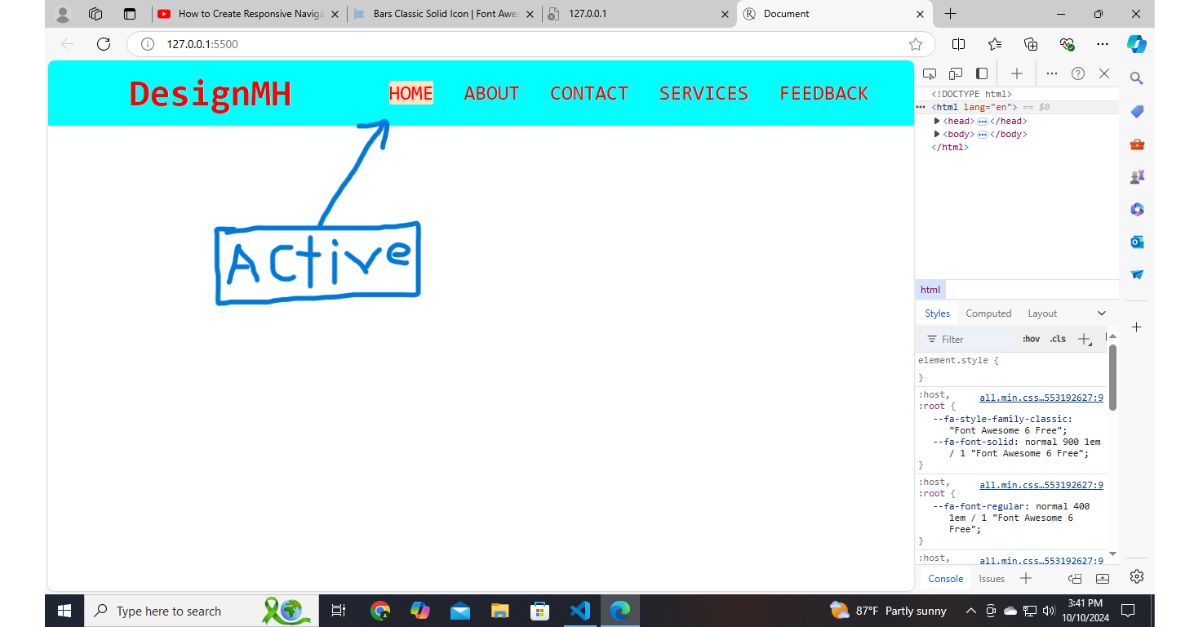 How to Create Responsive Naviga
Bars Classic Solid Icon | Font Awes
127.0.0.1
Document
127.0.0.1:5500
DesignMH
HOME ABOUT CONTACT SERVICES FEEDBACK
Active
<!DOCTYPE html>
<html lang="en"> == $0
<head> </head>
<body> </body>
</html>
html
Styles Computed Layout
Filter :hov .cls
element.style {
}
:host, all.min.css…553192627:9
:root {
--fa-style-family-classic:
"Font Awesome 6 Free";
--fa-font-solid: normal 900 1em
/ 1 "Font Awesome 6 Free";
}
:host, all.min.css…553192627:9
:root {
--fa-font-regular: normal 400
1em / 1 "Font Awesome 6
Free";
}
:host, all.min.css…553192627:9
Console Issues
Type here to search
87°F Partly sunny
3:41 PM
10/10/2024